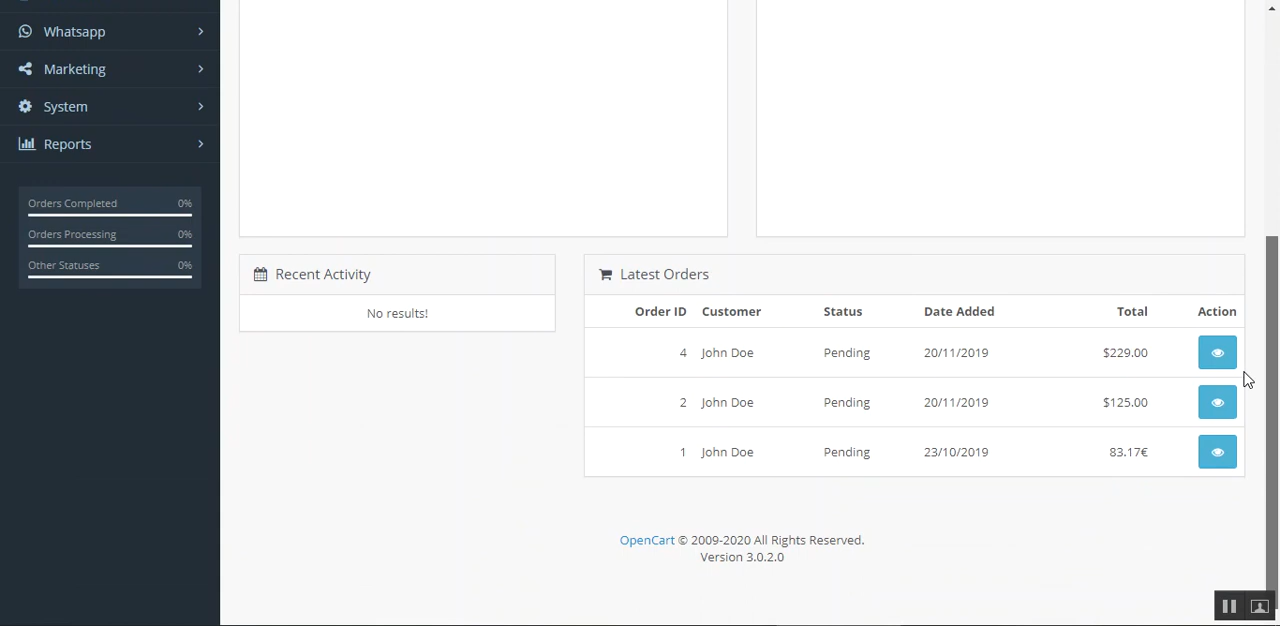 Whatsapp
Marketing
System
Reports
Orders Completed 0%
Orders Processing 0%
Other Statuses 0%
Recent Activity
No results!
Latest Orders
Order ID Customer Status Date Added Total Action
4 John Doe Pending 20/11/2019 $229.00
2 John Doe Pending 20/11/2019 $125.00
1 John Doe Pending 23/10/2019 83.17€
OpenCart © 2009-2020 All Rights Reserved.
Version 3.0.2.0